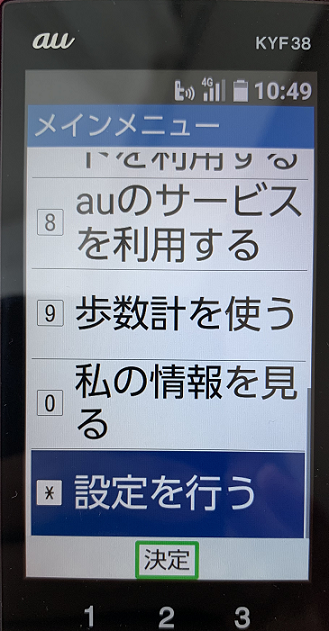 au
KYF38
4G 10:49
メインメニュー
トを利用する
8 auのサービス
を利用する
9 歩数計を使う
0 私の情報を見
る
* 設定を行う
決定
1 2 3